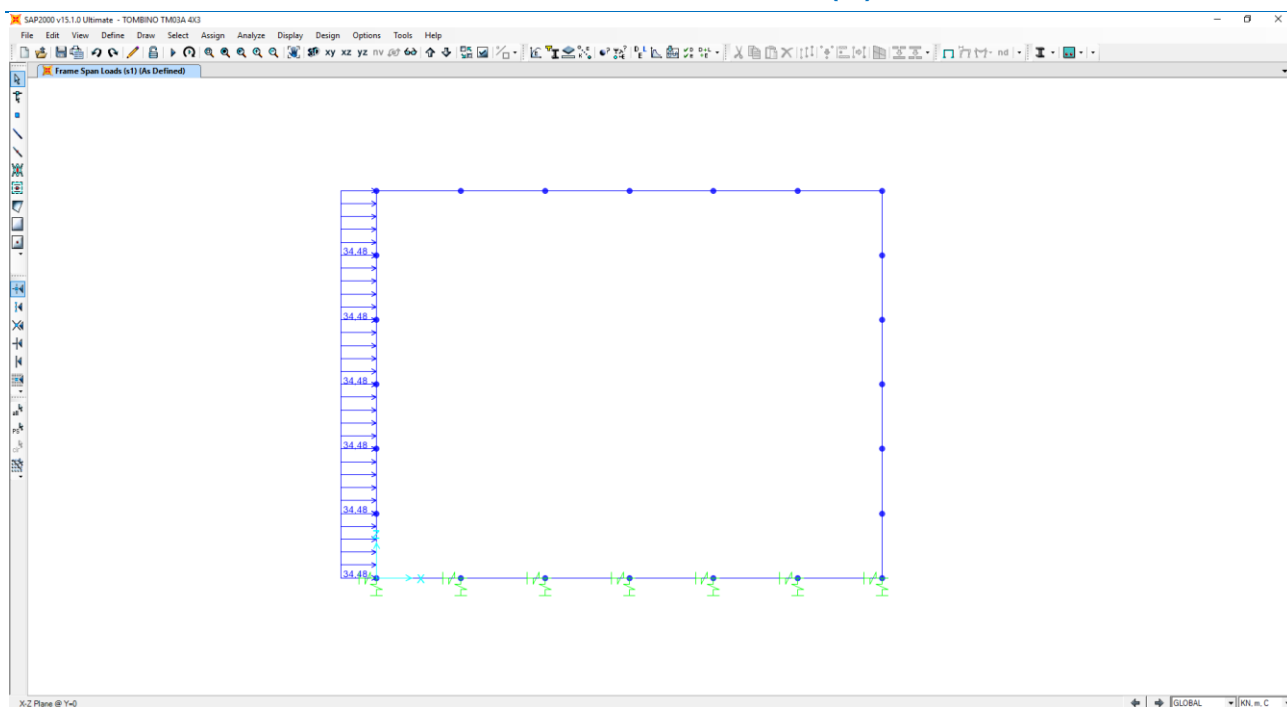 SAP2000 v15.1.0 Ultimate - TOMBINO TM03A 4X3
File Edit View Define Draw Select Assign Analyze Display Design Options Tools Help
xy xz yz nv nd
Frame Span Loads (s1) (As Defined)
34.48
34.48
34.48
34.48
34.48
34.48
X
X-Z Plane @ Y=0
GLOBAL
KN, m, C